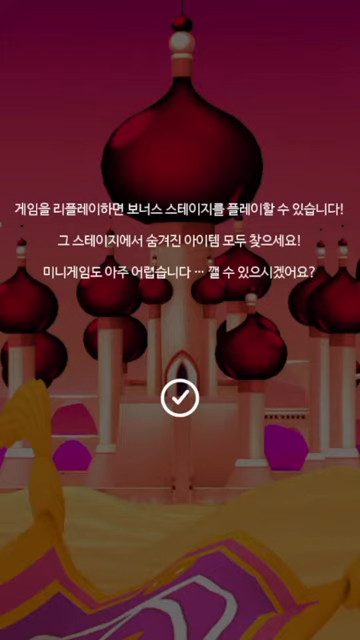 게임을 리플레이하면 보너스 스테이지를 플레이할 수 있습니다!
그 스테이지에서 숨겨진 아이템 모두 찾으세요!
미니게임도 아주 어렵습니다 ··· 깰 수 있으시겠어요?